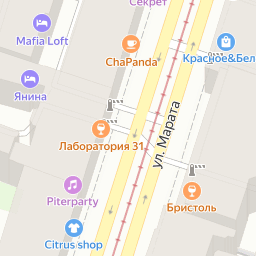 Секрет
Mafia Loft
ChaPanda
Красное&Бел
Янина
ул. Марата
Лаборатория 31
Бристоль
Piterparty
Citrus shop